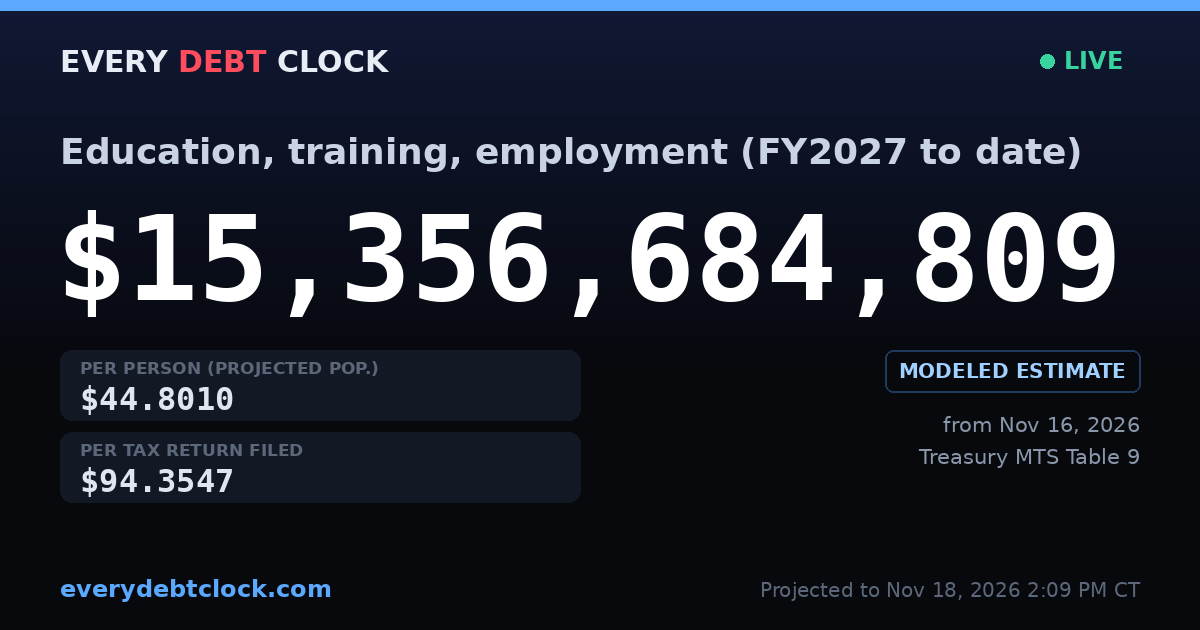 EVERY DEBT CLOCK
LIVE
Education, training, employment (FY2027 to date)
$15,356,684,809
PER PERSON (PROJECTED POP.)
$44.8010
PER TAX RETURN FILED
$94.3547
MODELED ESTIMATE
from Nov 16, 2026
Treasury MTS Table 9
everydebtclock.com
Projected to Nov 18, 2026 2:09 PM CT